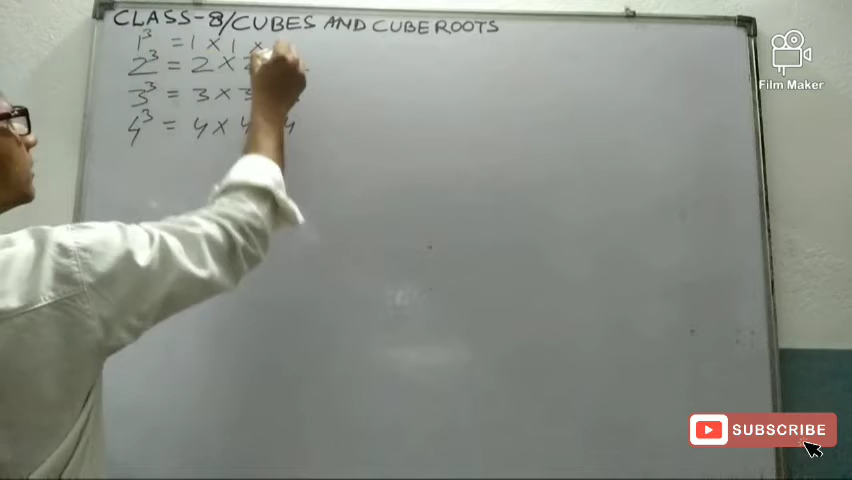 CLASS-8/CUBES AND CUBE ROOTS
1³ = 1 × 1 ×
2³ = 2 ×
3³ = 3 × 3
4³ = 4 × 4 4
Film Maker
SUBSCRIBE